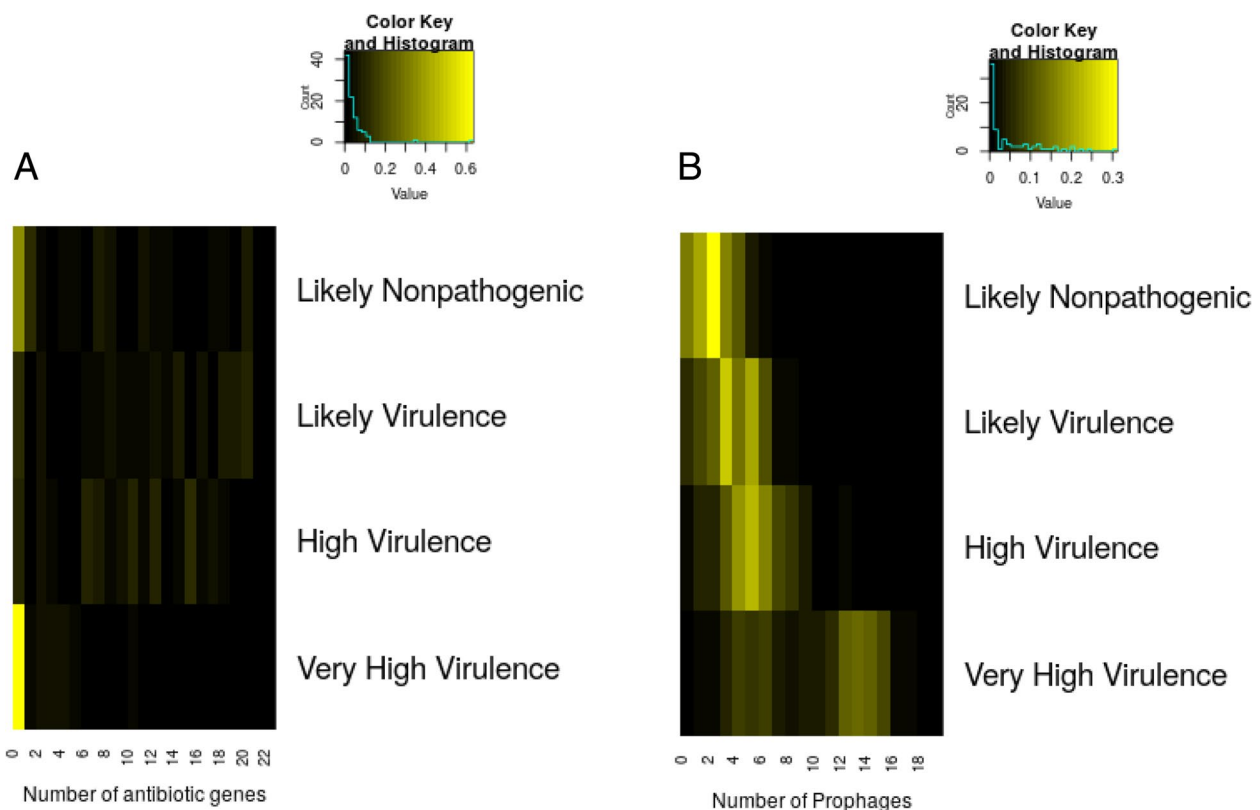 Color Key
and Histogram
Count
0 20 40
0 0.2 0.4 0.6
Value
A
Likely Nonpathogenic
Likely Virulence
High Virulence
Very High Virulence
0 2 4 6 8 10 12 14 16 18 20 22
Number of antibiotic genes
Color Key
and Histogram
Count
0 20
0 0.1 0.2 0.3
Value
B
Likely Nonpathogenic
Likely Virulence
High Virulence
Very High Virulence
0 2 4 6 8 10 12 14 16 18
Number of Prophages